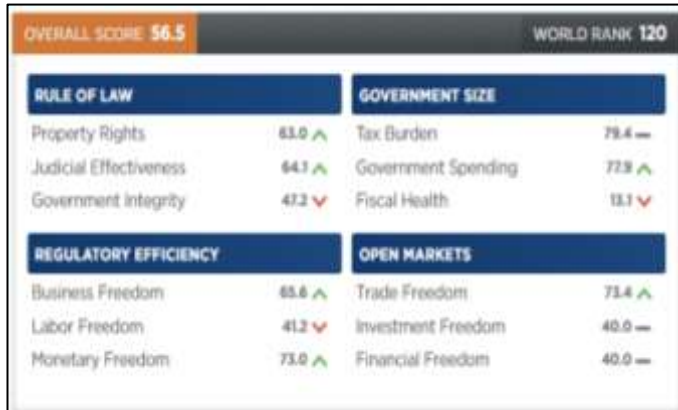 OVERALL SCORE 56.5 WORLD RANK 120
RULE OF LAW
Property Rights 63.0
Judicial Effectiveness 64.1
Government Integrity 47.2
GOVERNMENT SIZE
Tax Burden 79.4
Government Spending 77.9
Fiscal Health 13.1
REGULATORY EFFICIENCY
Business Freedom 65.6
Labor Freedom 41.2
Monetary Freedom 73.0
OPEN MARKETS
Trade Freedom 73.4
Investment Freedom 40.0
Financial Freedom 40.0